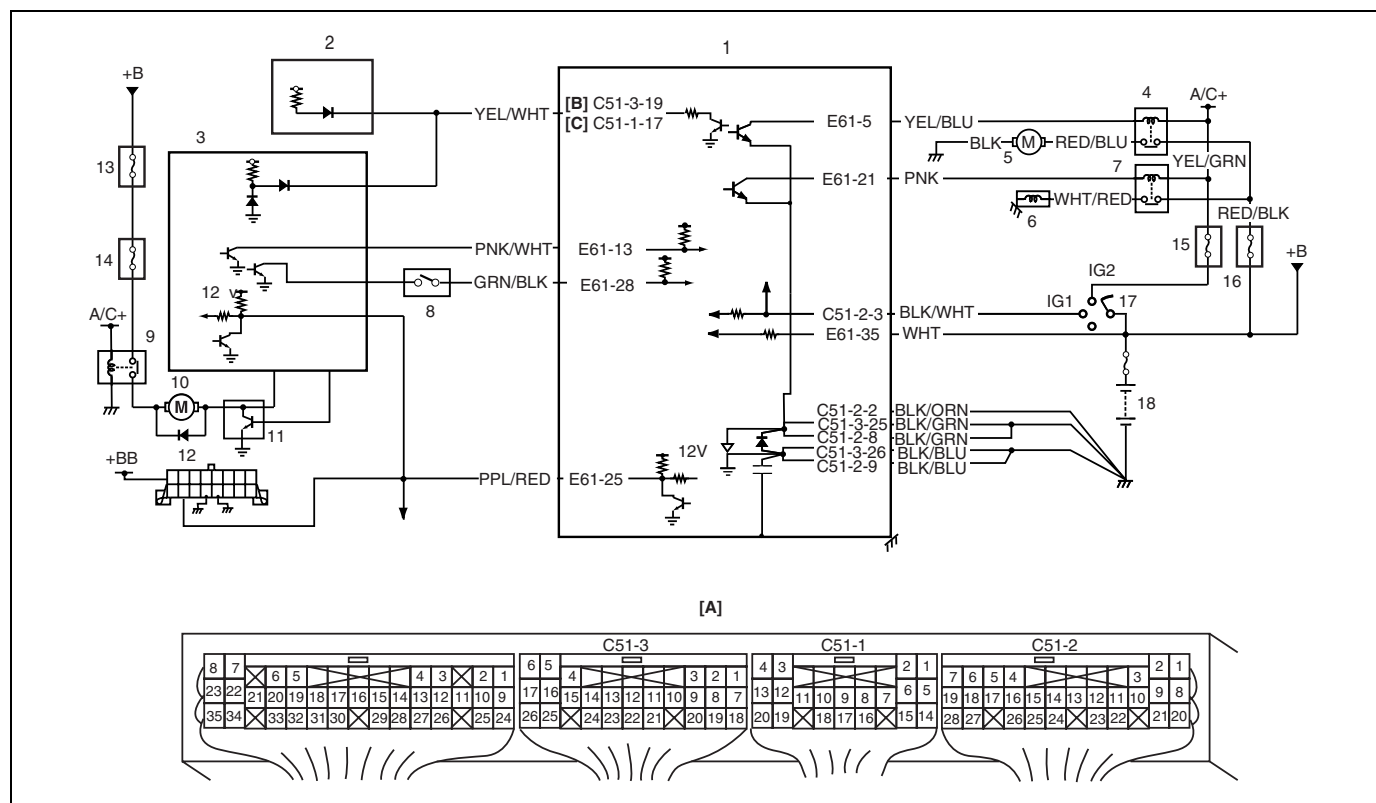 1
2
+B
4
A/C+
YEL/WHT
[B] C51-3-19
[C] C51-1-17
E61-5
YEL/BLU
3
13
BLK
M
RED/BLU
5
YEL/GRN
7
E61-21
PNK
WHT/RED
6
RED/BLK
PNK/WHT
E61-13
14
15
16
+B
GRN/BLK
E61-28
8
IG2
12 v
IG1
17
A/C+
C51-2-3
BLK/WHT
9
E61-35
WHT
10
M
11
18
C51-2-2
BLK/ORN
C51-3-25
BLK/GRN
C51-2-8
BLK/GRN
C51-3-26
BLK/BLU
C51-2-9
BLK/BLU
12V
12
+BB
PPL/RED
E61-25
[A]
C51-3
C51-1
C51-2
8 7 6 5 4 3 2 1
23 22 21 20 19 18 17 16 15 14 13 12 11 10 9
35 34 33 32 31 30 29 28 27 26 25 24
6 5 4 3 2 1
17 16 15 14 13 12 11 10 9 8 7
26 25 24 23 22 21 20 19 18
4 3 2 1
13 12 11 10 9 8 7 6 5
20 19 18 17 16 15 14
7 6 5 4 3 2 1
19 18 17 16 15 14 13 12 11 10 9 8
28 27 26 25 24 23 22 21 20